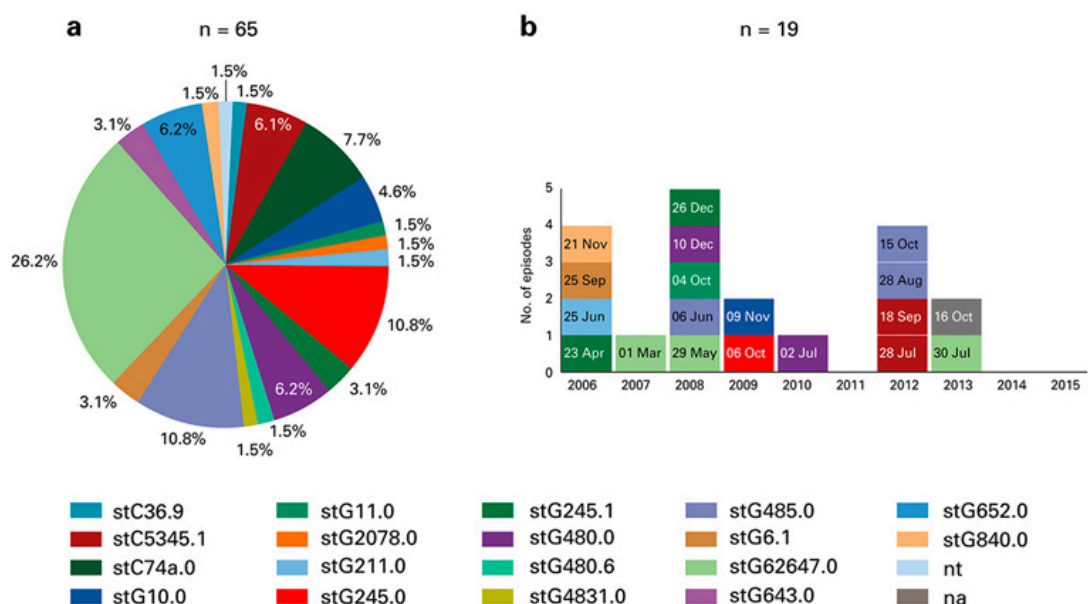 a n = 65
1.5%
1.5% 1.5%
3.1% 6.2% 6.1% 7.7%
4.6%
1.5%
1.5%
1.5%
26.2%
10.8%
3.1%
6.2%
3.1%
10.8% 1.5% 1.5%
b n = 19
No. of episodes
5
4
3
2
1
0
26 Dec
21 Nov 10 Dec 15 Oct
25 Sep 04 Oct 28 Aug
25 Jun 06 Jun 09 Nov 18 Sep 16 Oct
23 Apr 01 Mar 29 May 06 Oct 02 Jul 28 Jul 30 Jul
2006 2007 2008 2009 2010 2011 2012 2013 2014 2015
stC36.9 stG11.0 stG245.1 stG485.0 stG652.0
stC5345.1 stG2078.0 stG480.0 stG6.1 stG840.0
stC74a.0 stG211.0 stG480.6 stG62647.0 nt
stG10.0 stG245.0 stG4831.0 stG643.0 na